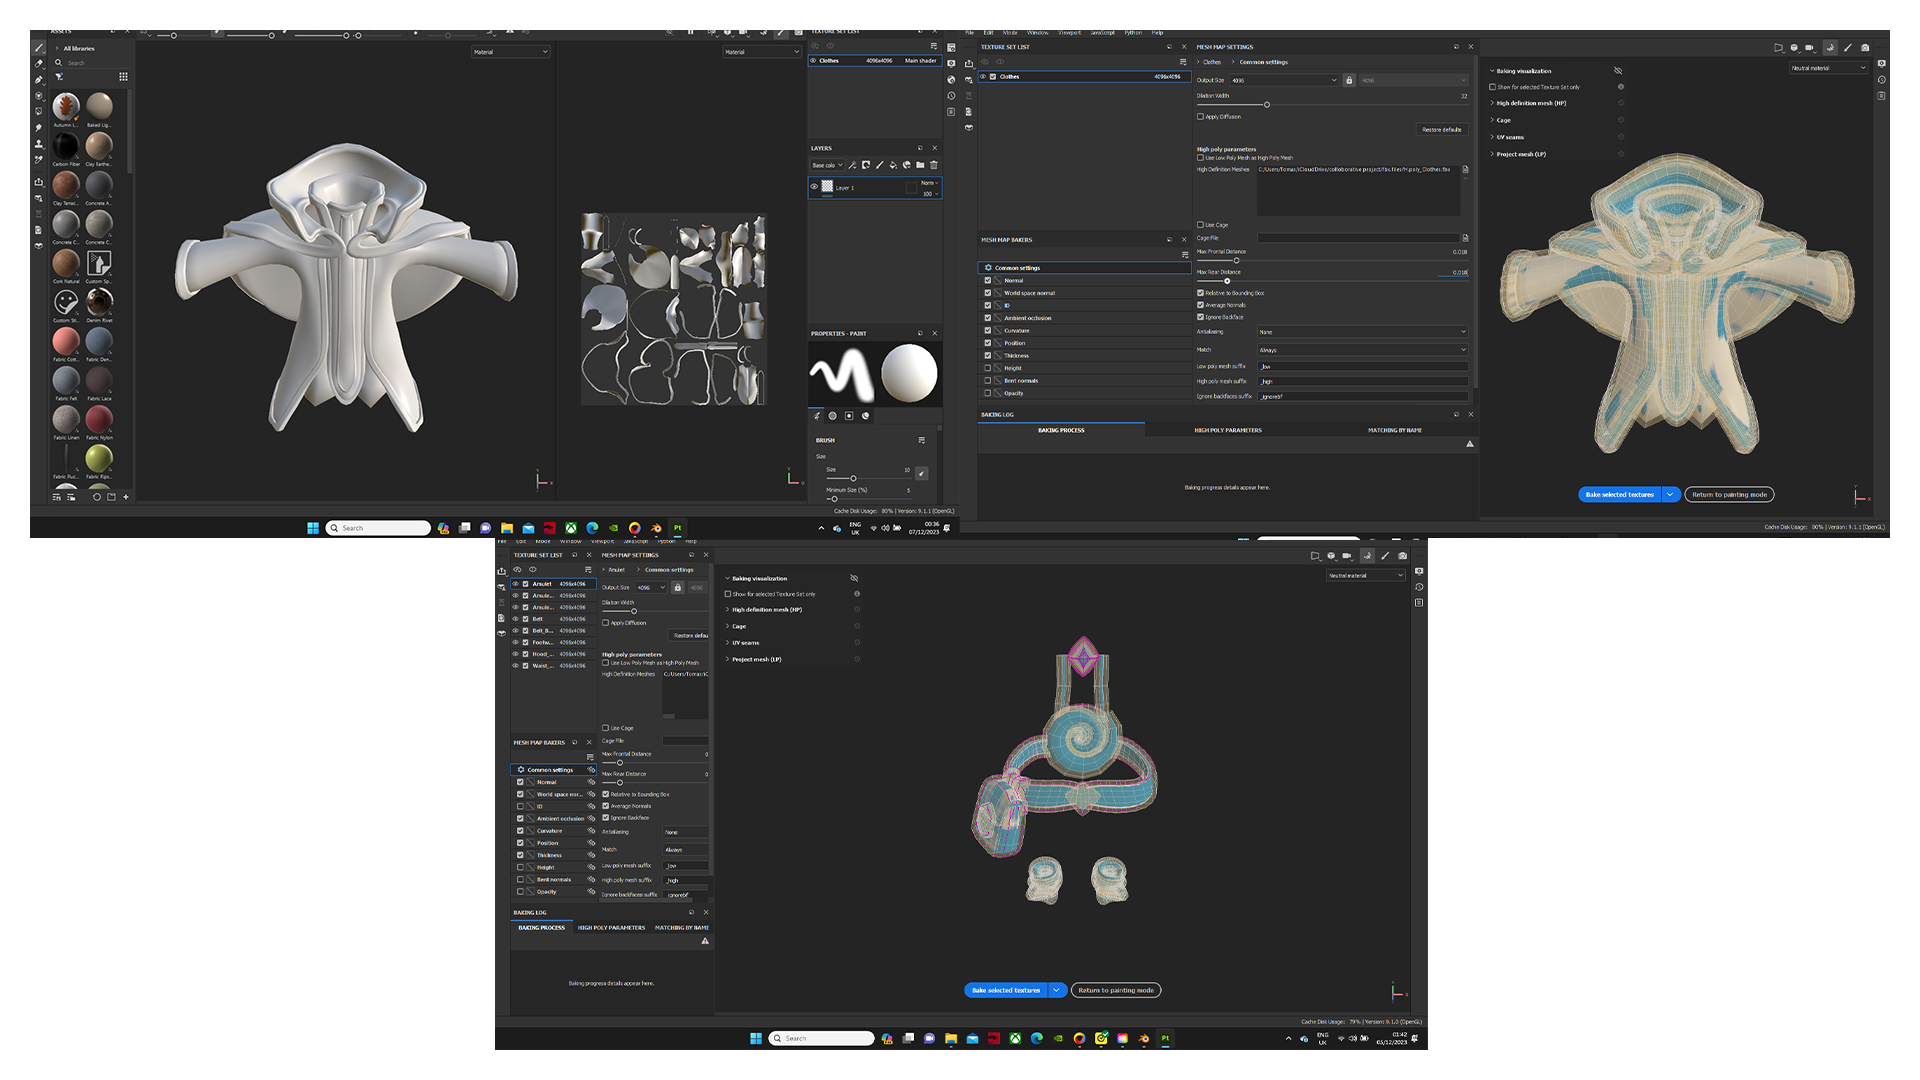 ASSETS
All libraries
Search
Autumn L...
Baked Lig...
Carbon Fiber
Clay Earthe...
Clay Terrac...
Concrete A...
Concrete C...
Concrete C...
Cork Natural
Custom Sp...
Custom St...
Denim Rivet
Fabric Cott...
Fabric Den...
Fabric Felt
Fabric Lace
Fabric Linen
Fabric Nylon
Fabric Puc...
Fabric Rips...
Material
Material
TEXTURE SET LIST
Clothes 4096x4096 Main shader
LAYERS
Base colo
Layer 1
Norm
100
PROPERTIES - PAINT
BRUSH
Size
Size 10
Minimum Size (%) 5
Cache Disk Usage: 80% | Version: 9.1.1 (OpenGL)
Search
ENG
UK
00:36
07/12/2023
File Edit Mode Window Viewport JavaScript Python Help
TEXTURE SET LIST
Clothes 4096x4096
MESH MAP BAKERS
Common settings
Normal
World space normal
ID
Ambient occlusion
Curvature
Position
Thickness
Height
Bent normals
Opacity
MESH MAP SETTINGS
Clothes > Common settings
Output Size 4096 4096
Dilation Width 32
Apply Diffusion
Restore defaults
High poly parameters
Use Low Poly Mesh as High Poly Mesh
High Definition Meshes C:/Users/Tomas/iCloudDrive/collaborative project/fbx.files/H.poly_Clothes.fbx
Use Cage
Cage File
Max Frontal Distance 0.018
Max Rear Distance 0.018
Relative to Bounding Box
Average Normals
Ignore Backface
Antialiasing None
Match Always
Low poly mesh suffix _low
High poly mesh suffix _high
Ignore backfaces suffix _ignorebf
BAKING LOG
BAKING PROCESS HIGH POLY PARAMETERS MATCHING BY NAME
Baking progress details appear here.
Baking visualization
Show for selected Texture Set only
High definition mesh (HP)
Cage
UV seams
Project mesh (LP)
Neutral material
Bake selected textures
Return to painting mode
Cache Disk Usage: 80% | Version: 9.1.1 (OpenGL)
File Edit Mode Window Viewport JavaScript Python Help
TEXTURE SET LIST
Amulet 4096x4096
Amule... 4096x4096
Amule... 4096x4096
Belt 4096x4096
Belt_B... 4096x4096
Footw... 4096x4096
Hood_... 4096x4096
Waist_... 4096x4096
MESH MAP BAKERS
Common settings
Normal
World space nor...
ID
Ambient occlusion
Curvature
Position
Thickness
Height
Bent normals
Opacity
MESH MAP SETTINGS
Amulet > Common settings
Output Size 4096 4096
Dilation Width
Apply Diffusion
Restore defau
High poly parameters
Use Low Poly Mesh as High Poly Mesh
High Definition Meshes C:/Users/Tomas/iC
Use Cage
Cage File
Max Frontal Distance 0
Max Rear Distance 0
Relative to Bounding Box
Average Normals
Ignore Backface
Antialiasing None
Match Always
Low poly mesh suffix _low
High poly mesh suffix _high
Ignore backfaces suffix _ignorebf
BAKING LOG
BAKING PROCESS HIGH POLY PARAMETERS MATCHING BY NAME
Baking progress details appear here.
Baking visualization
Show for selected Texture Set only
High definition mesh (HP)
Cage
UV seams
Project mesh (LP)
Neutral material
Bake selected textures
Return to painting mode
Cache Disk Usage: 79% | Version: 9.1.0 (OpenGL)
Search
ENG
UK
01:42
05/12/2023